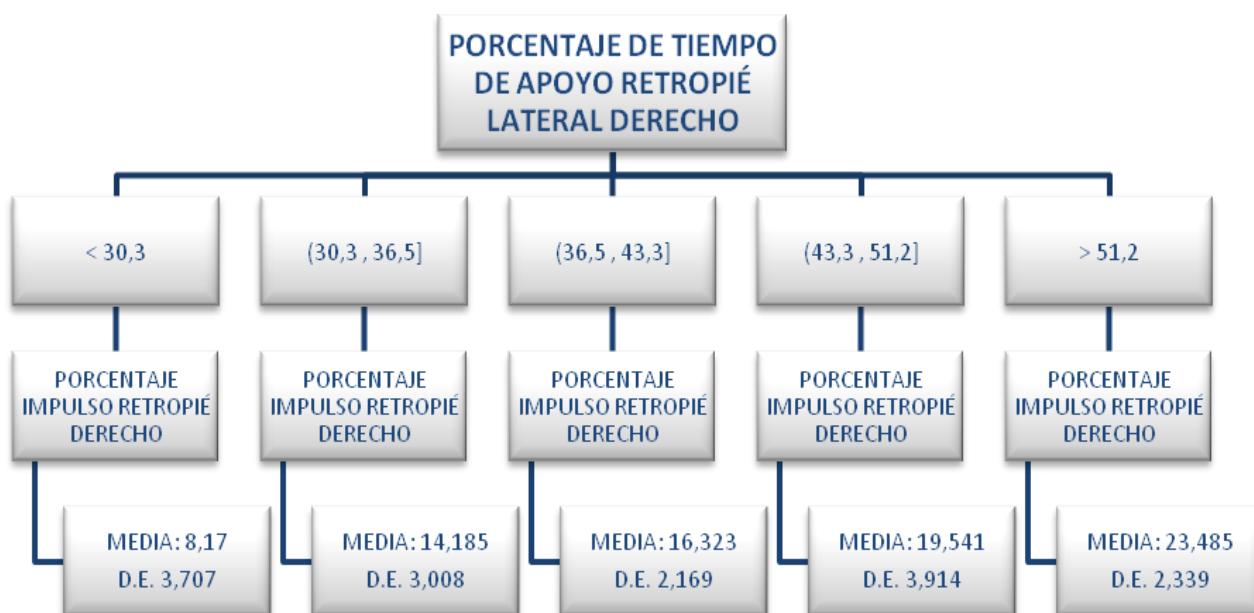 PORCENTAJE DE TIEMPO
DE APOYO RETROPIÉ
LATERAL DERECHO
< 30,3
(30,3 , 36,5]
(36,5 , 43,3]
(43,3 , 51,2]
> 51,2
PORCENTAJE
IMPULSO RETROPIÉ
DERECHO
PORCENTAJE
IMPULSO RETROPIÉ
DERECHO
PORCENTAJE
IMPULSO RETROPIÉ
DERECHO
PORCENTAJE
IMPULSO RETROPIÉ
DERECHO
PORCENTAJE
IMPULSO RETROPIÉ
DERECHO
MEDIA: 8,17
D.E. 3,707
MEDIA: 14,185
D.E. 3,008
MEDIA: 16,323
D.E. 2,169
MEDIA: 19,541
D.E. 3,914
MEDIA: 23,485
D.E. 2,339